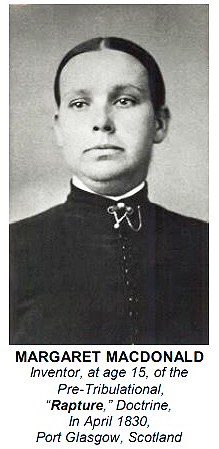 MARGARET MACDONALD
Inventor, at age 15, of the
Pre-Tribulational,
“Rapture,” Doctrine,
In April 1830,
Port Glasgow, Scotland